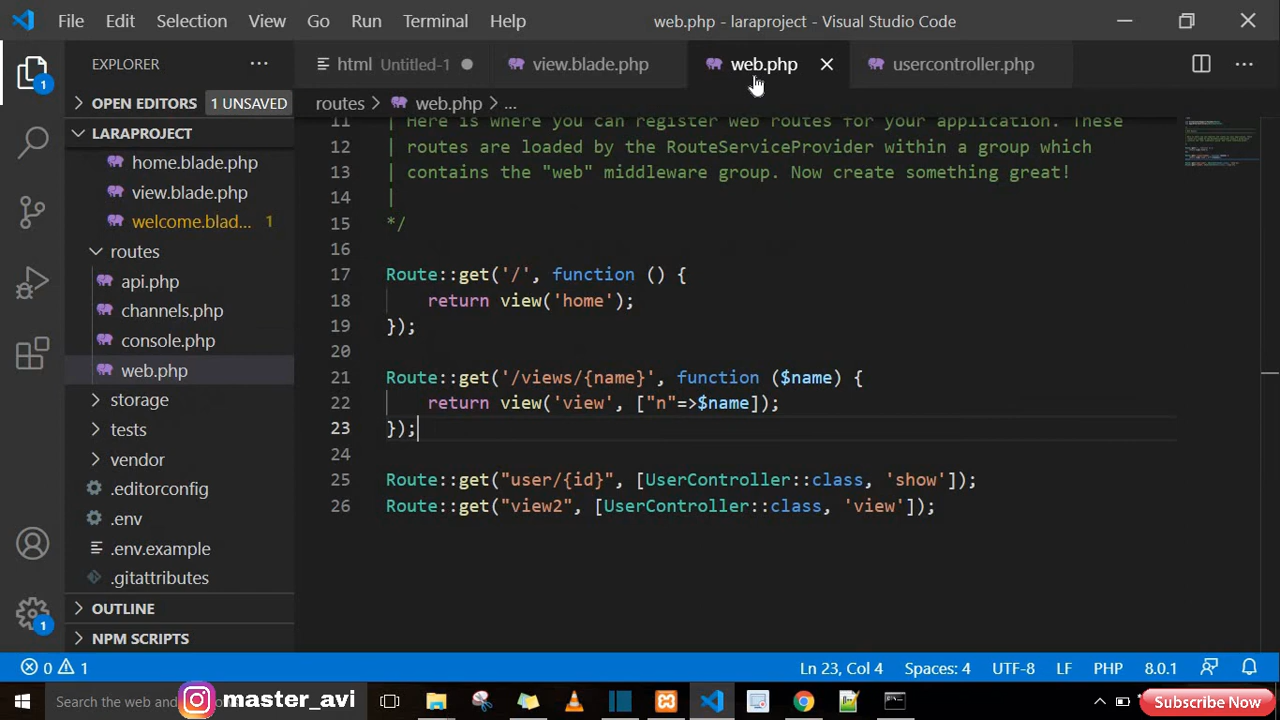 File Edit Selection View Go Run Terminal Help web.php - laraproject - Visual Studio Code
EXPLORER
html Untitled-1 view.blade.php web.php usercontroller.php
OPEN EDITORS 1 UNSAVED
routes > web.php > ...
LARAPROJECT
home.blade.php
view.blade.php
welcome.blad... 1
routes
api.php
channels.php
console.php
web.php
storage
tests
vendor
.editorconfig
.env
.env.example
.gitattributes
OUTLINE
NPM SCRIPTS
1
1
11 | Here is where you can register web routes for your application. These
12 | routes are loaded by the RouteServiceProvider within a group which
13 | contains the "web" middleware group. Now create something great!
14 |
15 */
16
17 Route::get('/', function () {
18 return view('home');
19 });
20
21 Route::get('/views/{name}', function ($name) {
22 return view('view', ["n"=>$name]);
23 });
24
25 Route::get("user/{id}", [UserController::class, 'show']);
26 Route::get("view2", [UserController::class, 'view']);
0 1 Ln 23, Col 4 Spaces: 4 UTF-8 LF PHP 8.0.1
Search the web and
master_avi
Subscribe Now